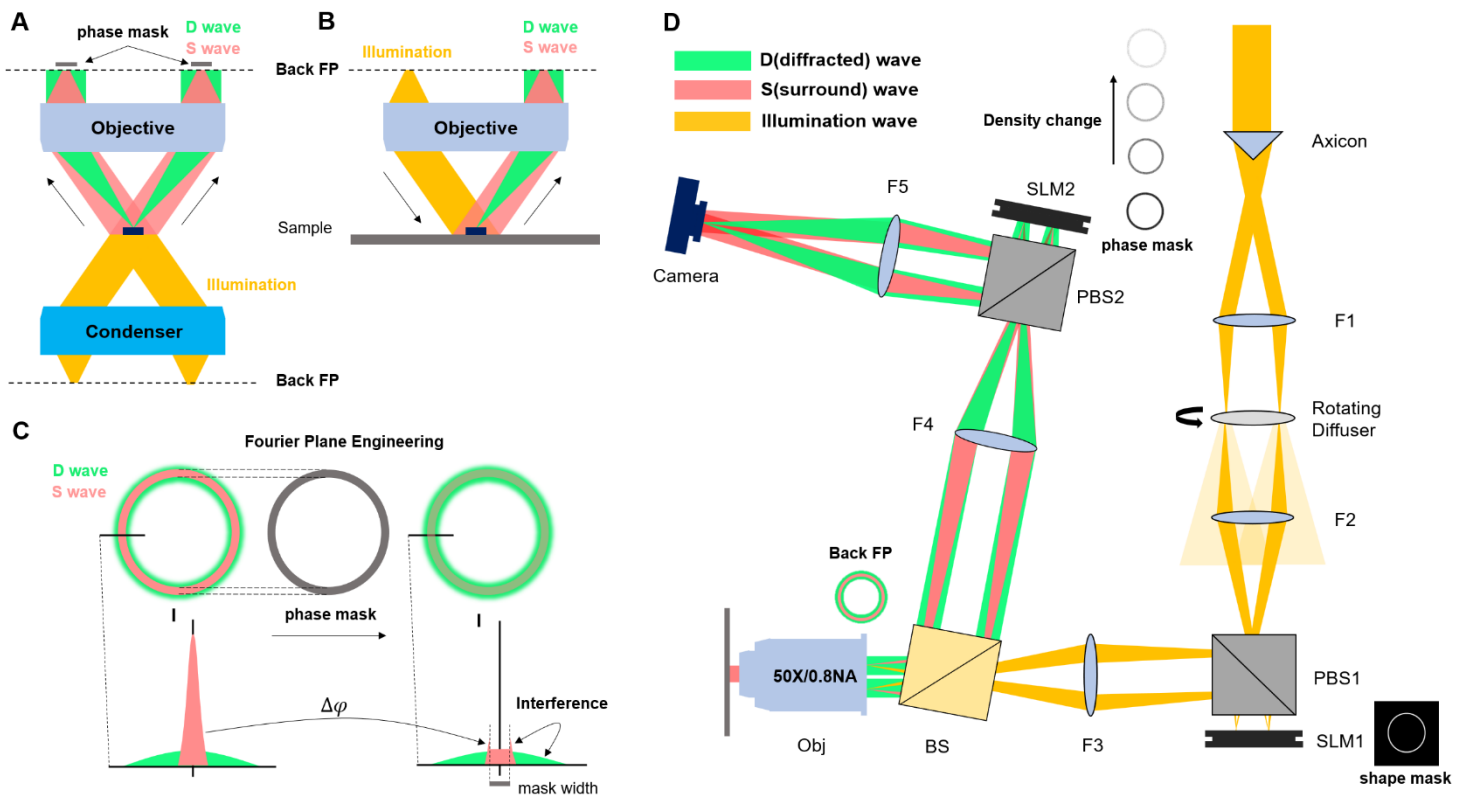 A
phase mask
D wave
S wave
Back FP
Objective
Sample
Illumination
Condenser
Back FP
B
Illumination
D wave
S wave
Objective
C
Fourier Plane Engineering
D wave
S wave
phase mask
I
I
Δφ
Interference
mask width
D
D(diffracted) wave
S(surround) wave
Illumination wave
Density change
phase mask
Axicon
SLM2
F5
Camera
PBS2
F1
Rotating
Diffuser
F4
F2
Back FP
50X/0.8NA
Obj
BS
F3
PBS1
SLM1
shape mask